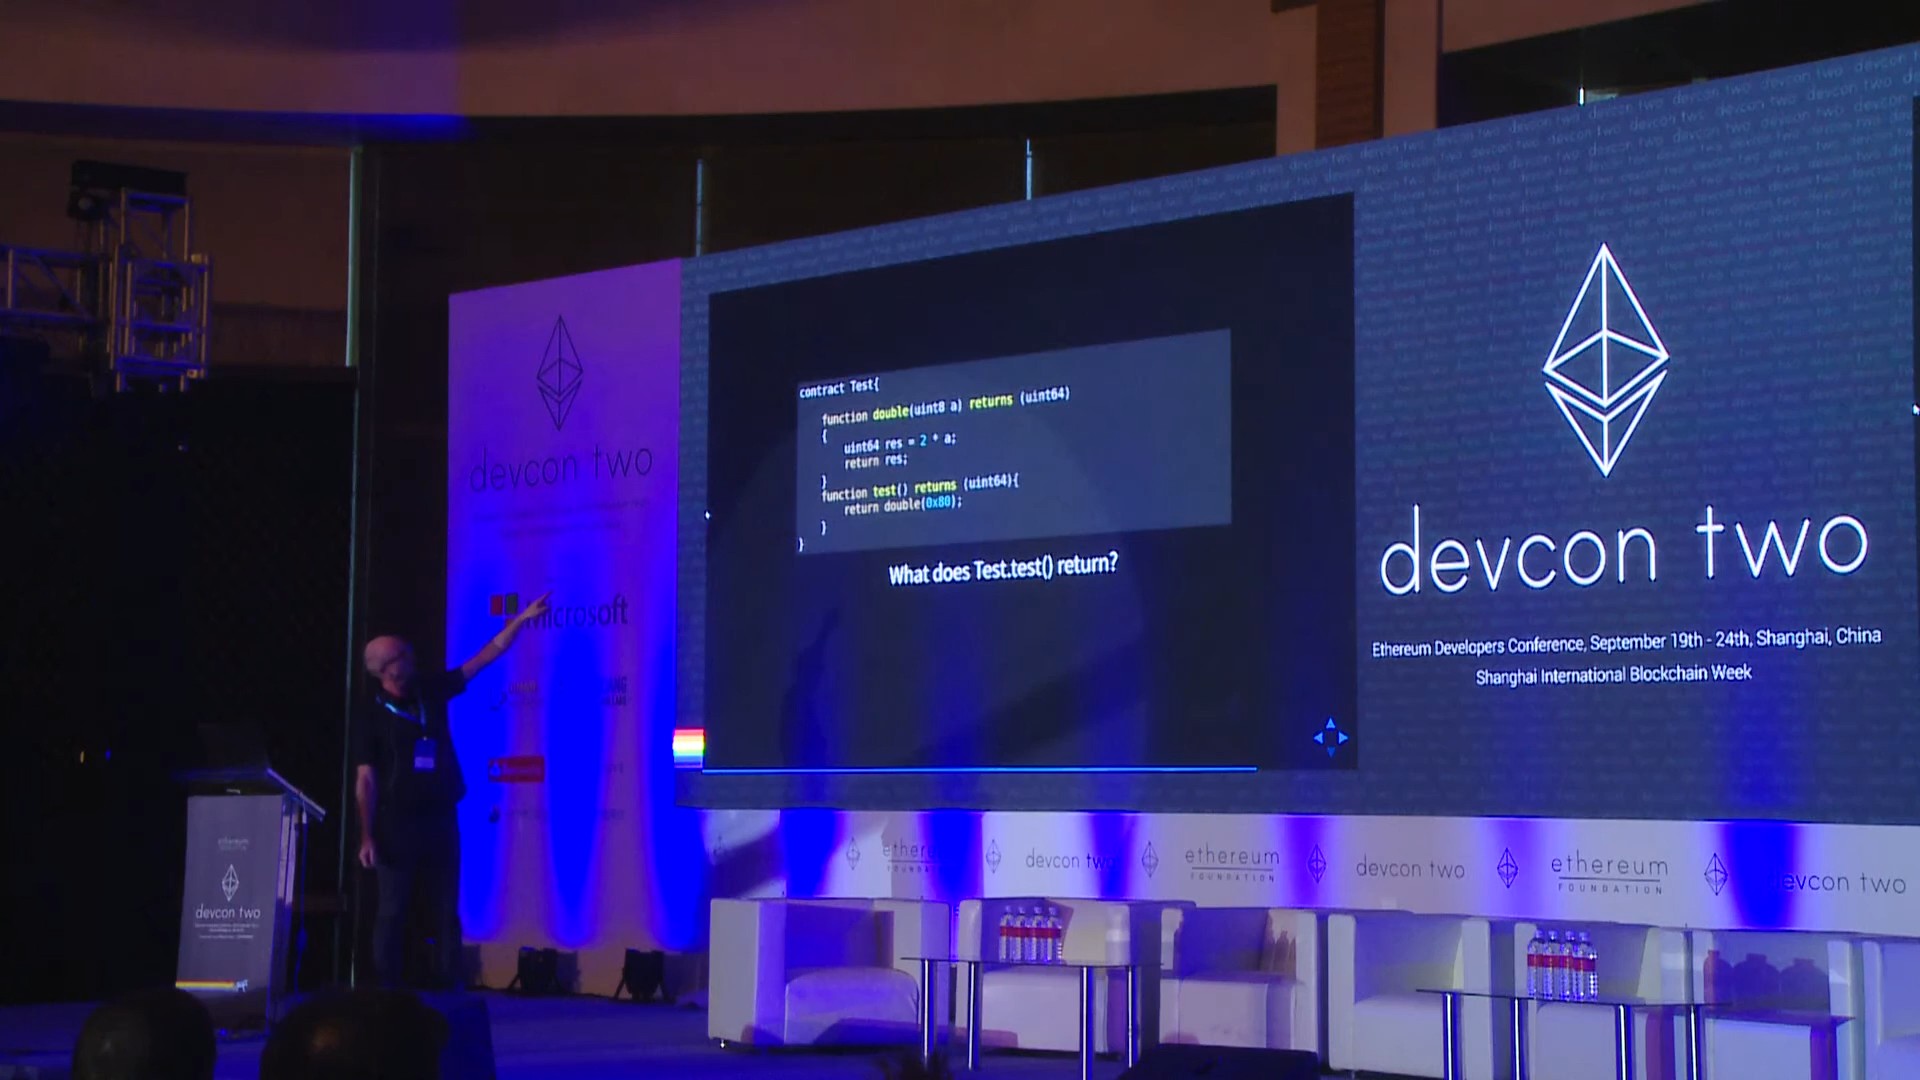 devcon two
Microsoft
contract Test{
function double(uint8 a) returns (uint64)
{
uint64 res = 2 * a;
return res;
}
function test() returns (uint64){
return double(0x80);
}
}
What does Test.test() return?
devcon two
Ethereum Developers Conference, September 19th - 24th, Shanghai, China
Shanghai International Blockchain Week
ethereum
devcon two
ethereum
FOUNDATION
devcon two
ethereum
FOUNDATION
devcon two
ethereum
devcon two